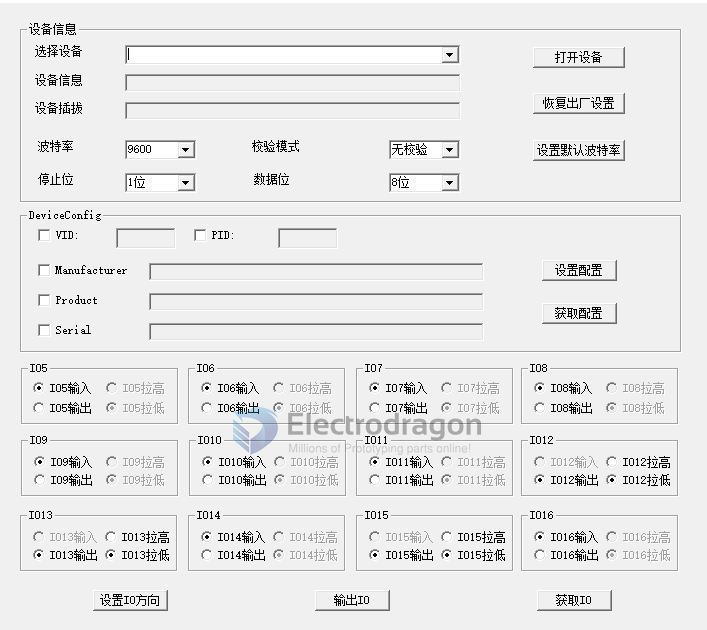 设备信息
选择设备
打开设备
设备信息
设备插拔
恢复出厂设置
波特率 9600 校验模式 无校验
设置默认波特率
停止位 1位 数据位 8位
DeviceConfig
VID: PID:
Manufacturer
设置配置
Product
获取配置
Serial
IO5 IO6 IO7 IO8
IO5输入 IO5拉高 IO6输入 IO6拉高 IO7输入 IO7拉高 IO8输入 IO8拉高
IO5输出 IO5拉低 IO6输出 IO6拉低 IO7输出 IO7拉低 IO8输出 IO8拉低
Electrodragon
Millions of Prototyping parts online!
IO9 IO10 IO11 IO12
IO9输入 IO9拉高 IO10输入 IO10拉高 IO11输入 IO11拉高 IO12输入 IO12拉高
IO9输出 IO9拉低 IO10输出 IO10拉低 IO11输出 IO11拉低 IO12输出 IO12拉低
IO13 IO14 IO15 IO16
IO13输入 IO13拉高 IO14输入 IO14拉高 IO15输入 IO15拉高 IO16输入 IO16拉高
IO13输出 IO13拉低 IO14输出 IO14拉低 IO15输出 IO15拉低 IO16输出 IO16拉低
设置IO方向 输出IO 获取IO